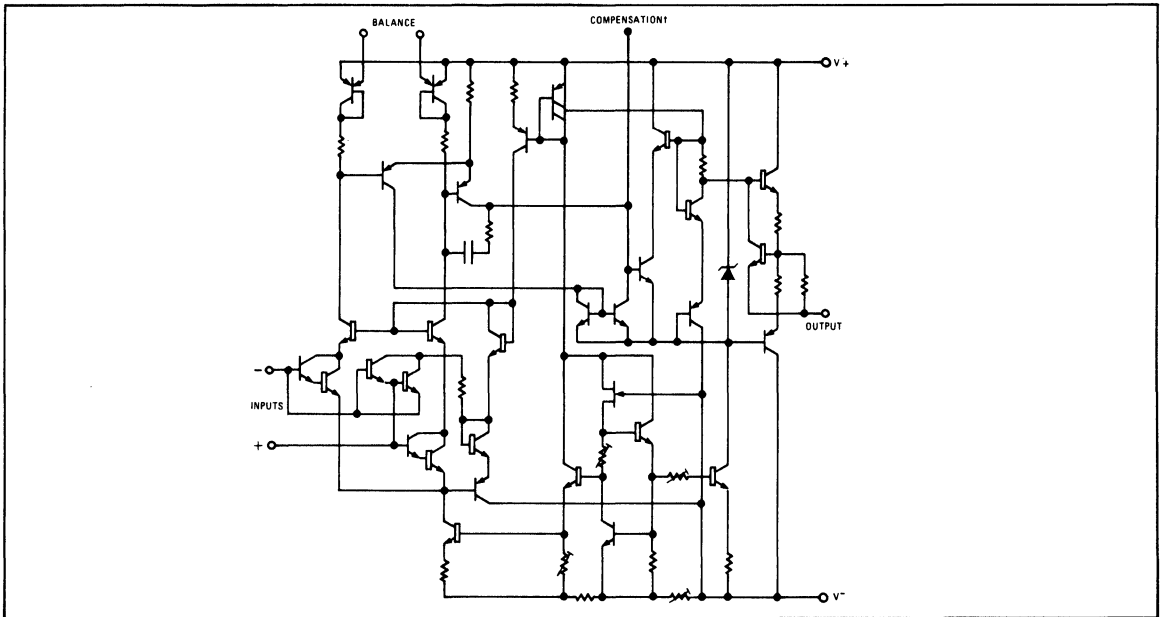 BALANCE
COMPENSATION†
V+
OUTPUT
−
INPUTS
+
V−